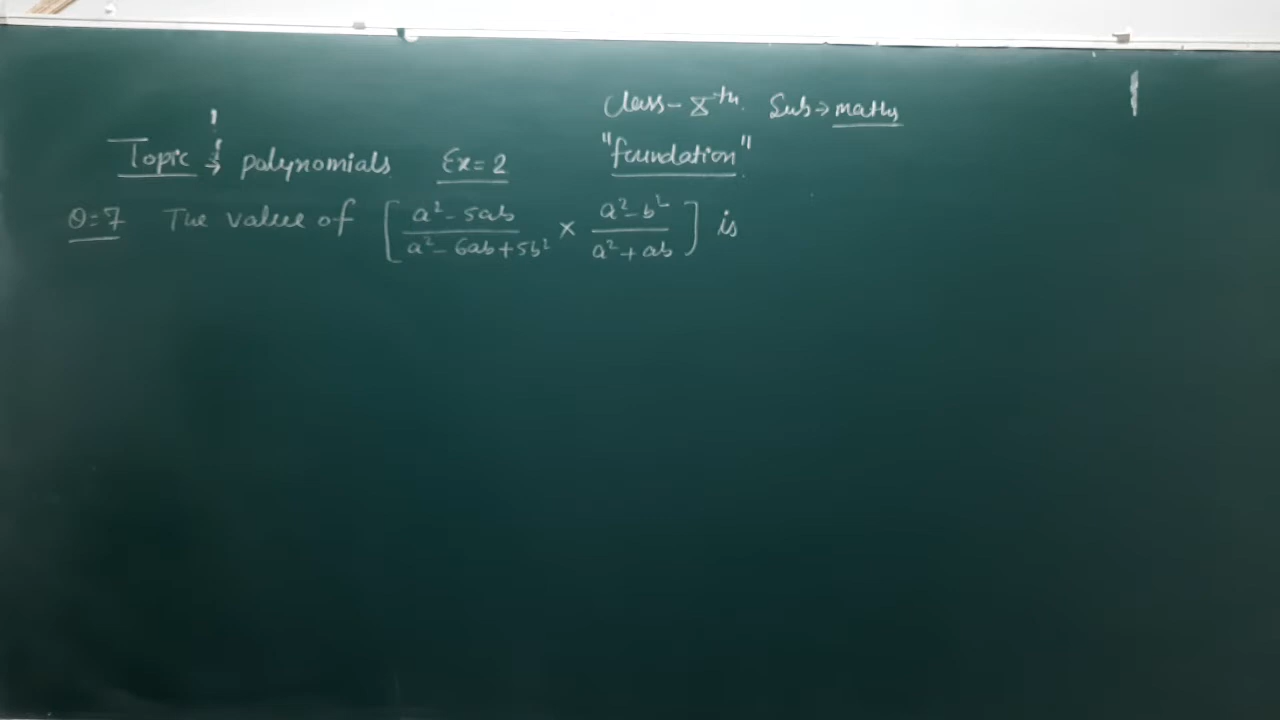 Class - Xth. Sub → maths
Topic → polynomials Ex = 2 "foundation"
Q=7 The value of [ (a² - 5ab)/(a² - 6ab + 5b²) × (a² - b²)/(a² + ab) ] is